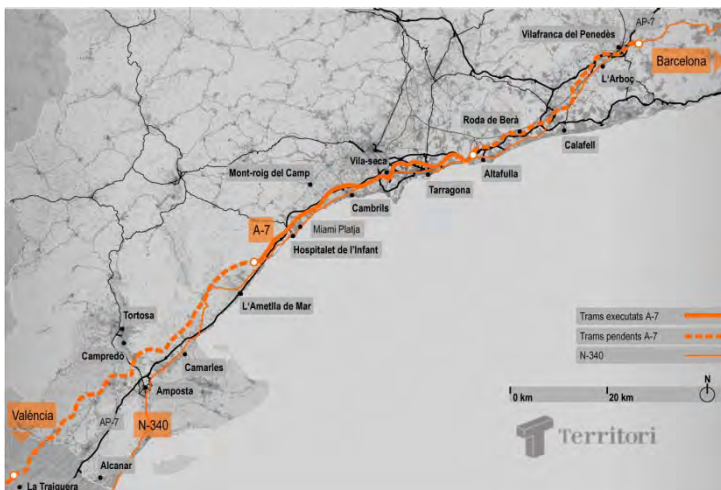 Vilafranca del Penedès
AP-7
Barcelona
L'Arboç
Roda de Berà
Calafell
Vila-seca
Altafulla
Mont-roig del Camp
Tarragona
Cambrils
A-7
Miami Platja
Hospitalet de l'Infant
L'Ametlla de Mar
Tortosa
Campredó
Camarles
Amposta
València
AP-7
N-340
Alcanar
La Traiguera
Trams executats A-7
Trams pendents A-7
N-340
N
0 km
20 km
Territori